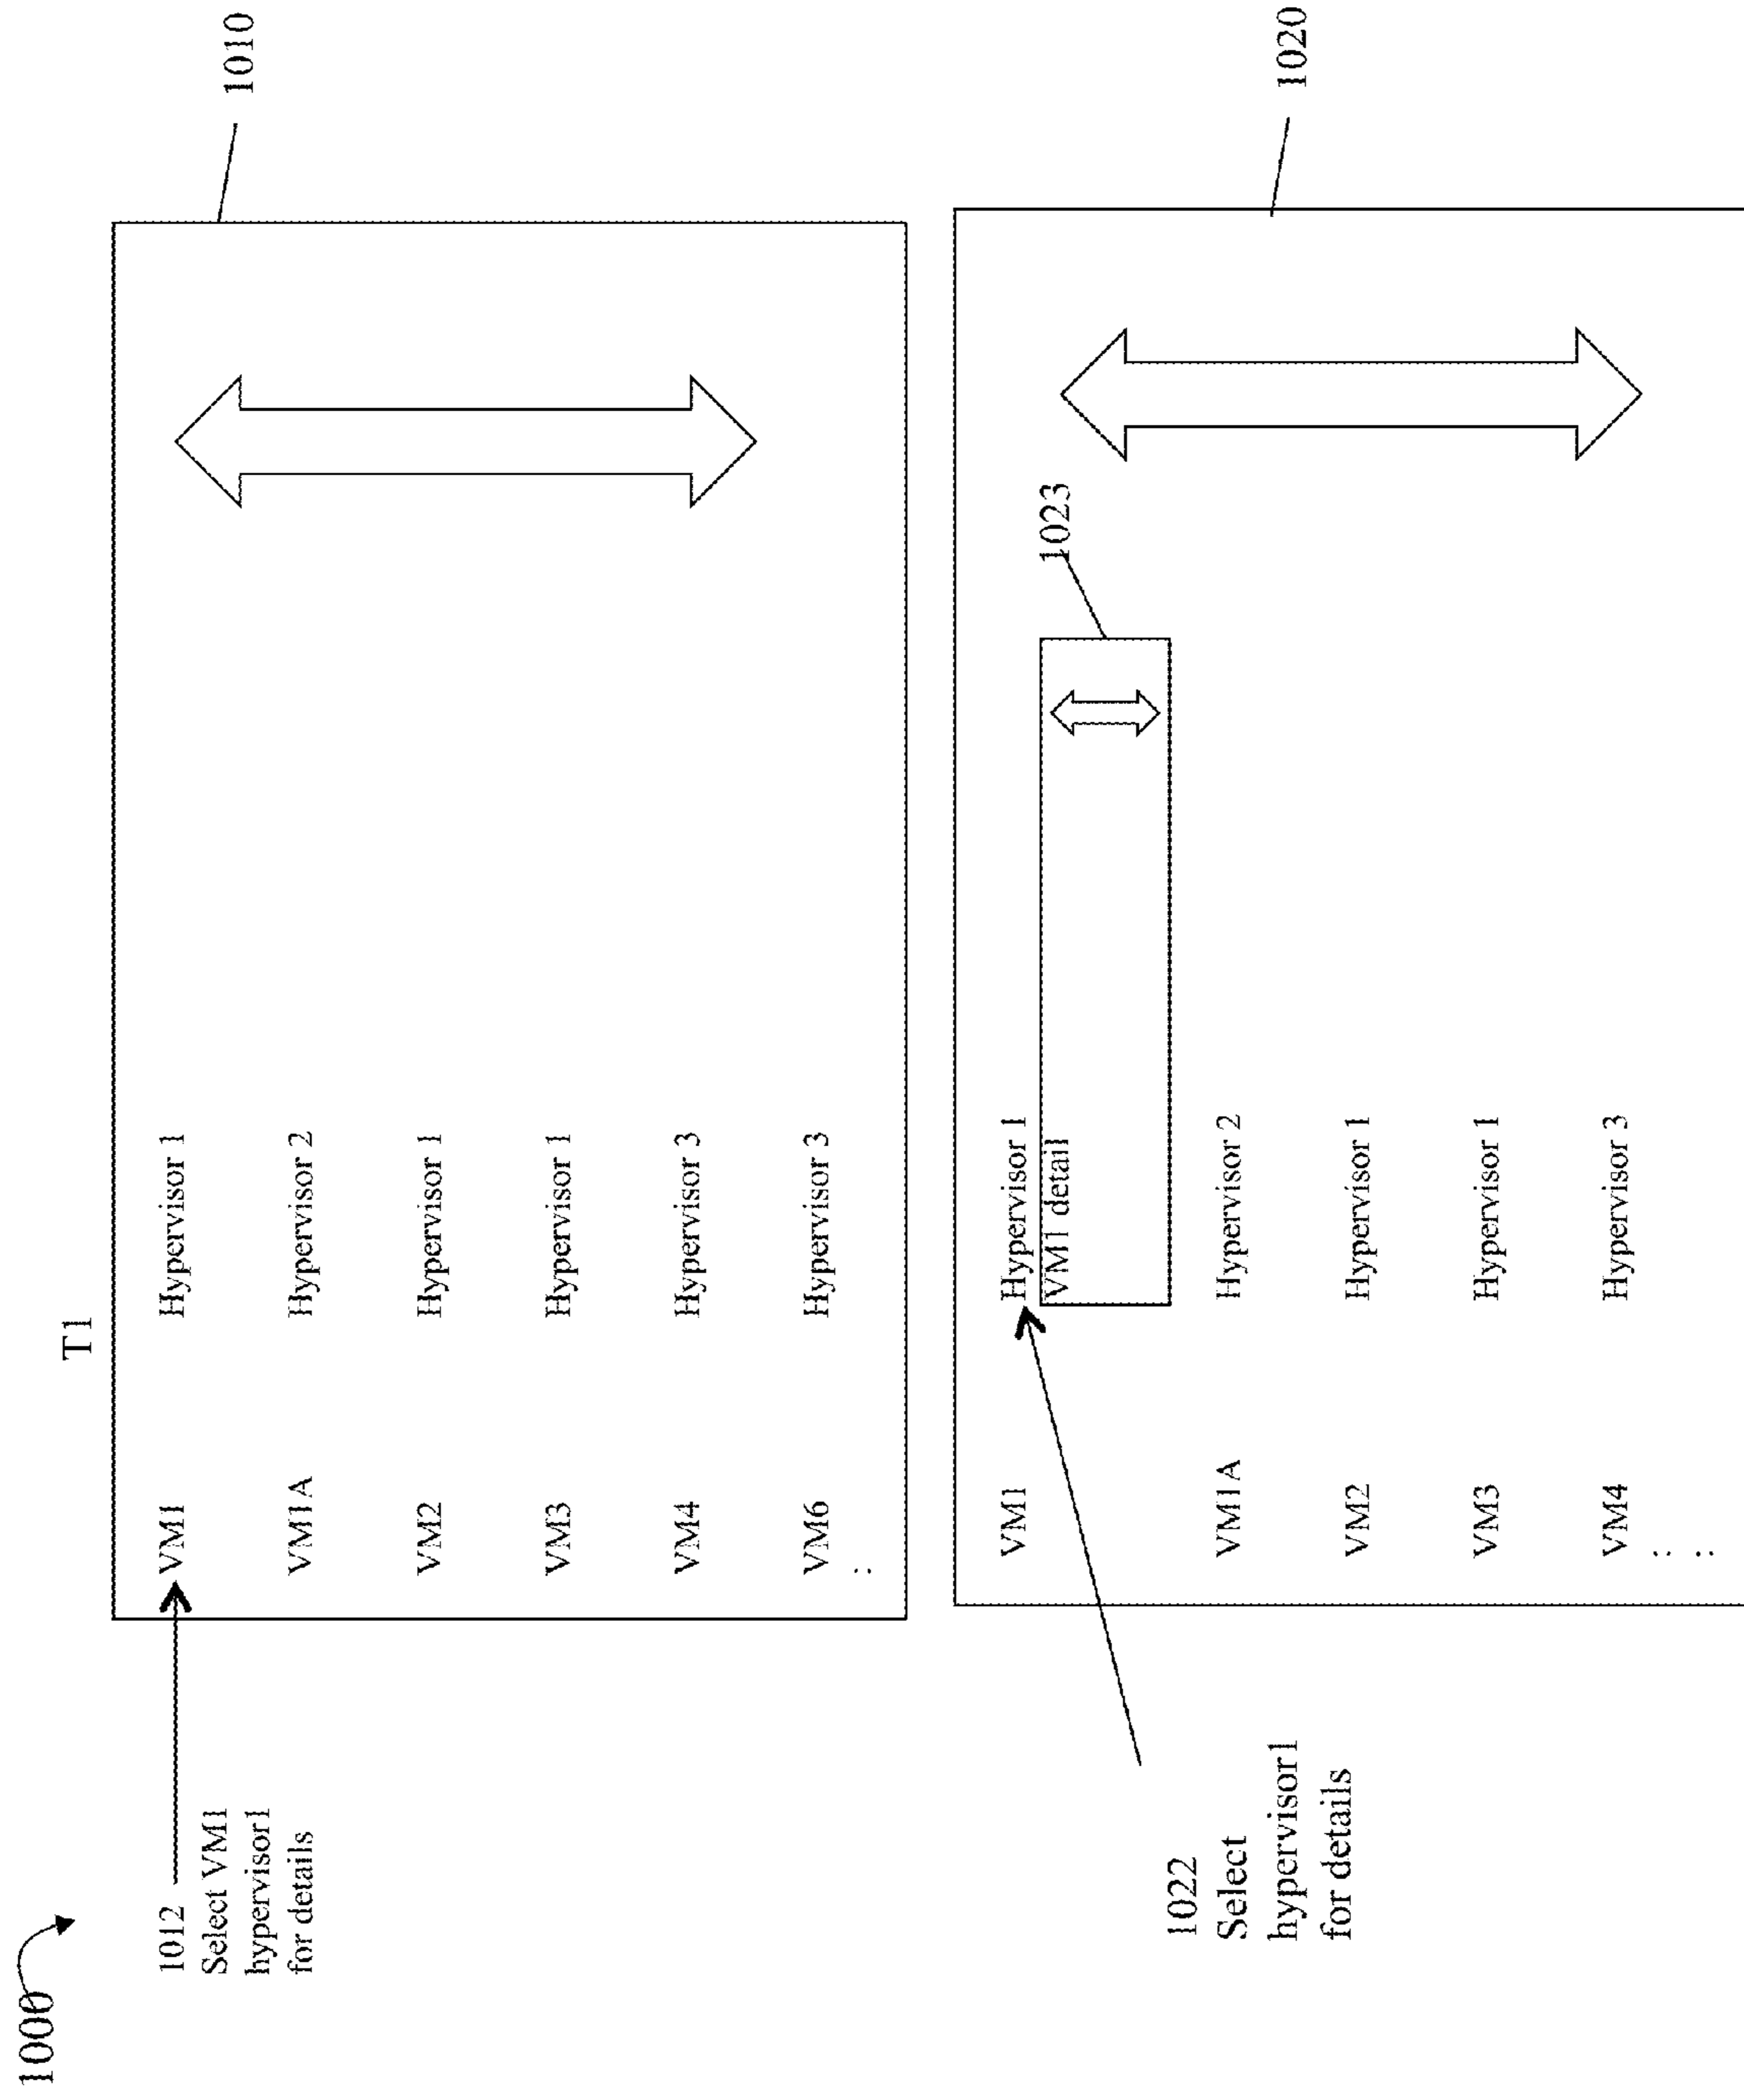 1000
T1
1010
1012
Select VM1
hypervisor1
for details
VM1 Hypervisor 1
VM1A Hypervisor 2
VM2 Hypervisor 1
VM3 Hypervisor 1
VM4 Hypervisor 3
VM6 Hypervisor 3
:
1020
1022
Select
hypervisor1
for details
VM1 Hypervisor 1
VM1 detail
1023
VM1A Hypervisor 2
VM2 Hypervisor 1
VM3 Hypervisor 1
VM4 Hypervisor 3
:
: